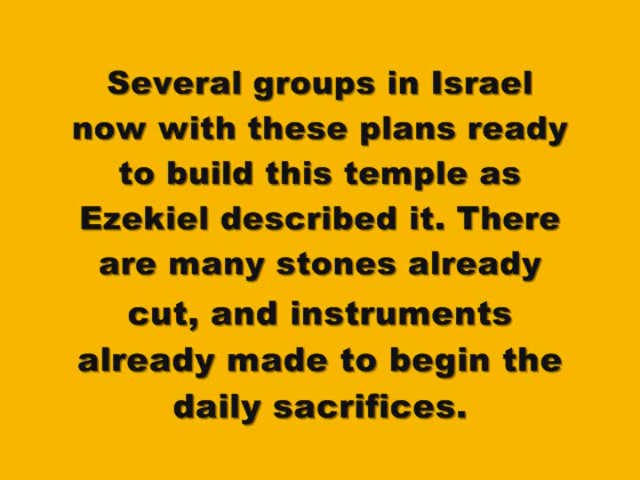 Several groups in Israel
now with these plans ready
to build this temple as
Ezekiel described it. There
are many stones already
cut, and instruments
already made to begin the
daily sacrifices.